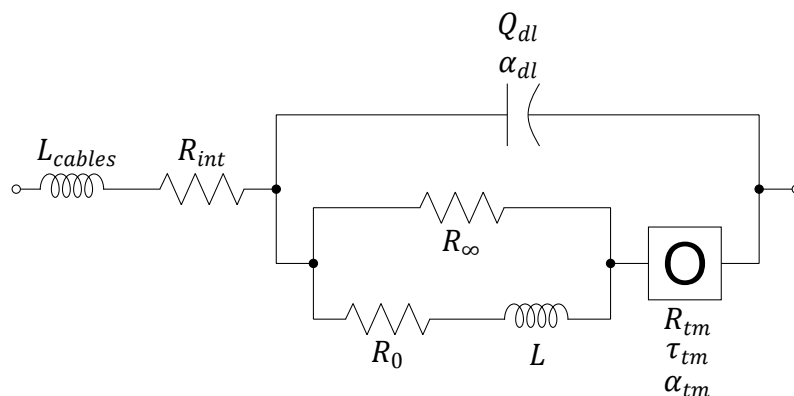 Q_dl
α_dl
L_cables
R_int
R_∞
O
R_0
L
R_tm
τ_tm
α_tm